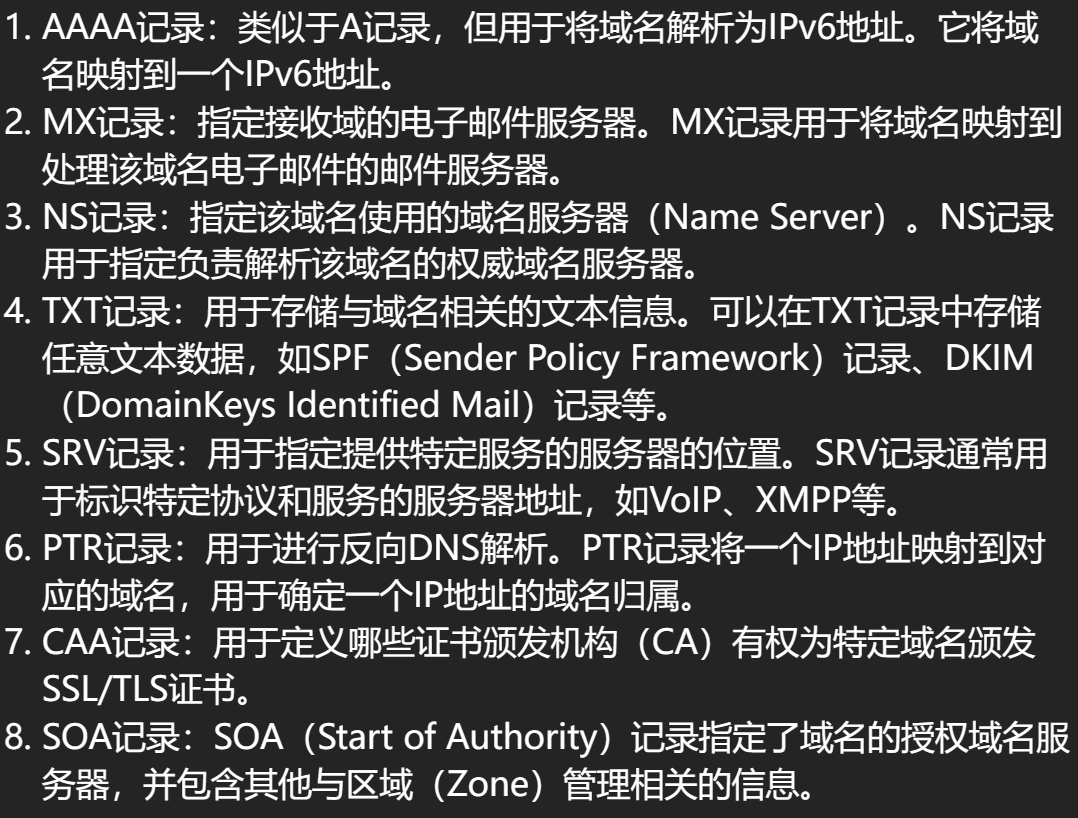 1. AAAA记录：类似于A记录，但用于将域名解析为IPv6地址。它将域
名映射到一个IPv6地址。
2. MX记录：指定接收域的电子邮件服务器。MX记录用于将域名映射到
处理该域名电子邮件的邮件服务器。
3. NS记录：指定该域名使用的域名服务器（Name Server）。NS记录
用于指定负责解析该域名的权威域名服务器。
4. TXT记录：用于存储与域名相关的文本信息。可以在TXT记录中存储
任意文本数据，如SPF（Sender Policy Framework）记录、DKIM
（DomainKeys Identified Mail）记录等。
5. SRV记录：用于指定提供特定服务的服务器的位置。SRV记录通常用
于标识特定协议和服务的服务器地址，如VoIP、XMPP等。
6. PTR记录：用于进行反向DNS解析。PTR记录将一个IP地址映射到对
应的域名，用于确定一个IP地址的域名归属。
7. CAA记录：用于定义哪些证书颁发机构（CA）有权为特定域名颁发
SSL/TLS证书。
8. SOA记录：SOA（Start of Authority）记录指定了域名的授权域名服
务器，并包含其他与区域（Zone）管理相关的信息。